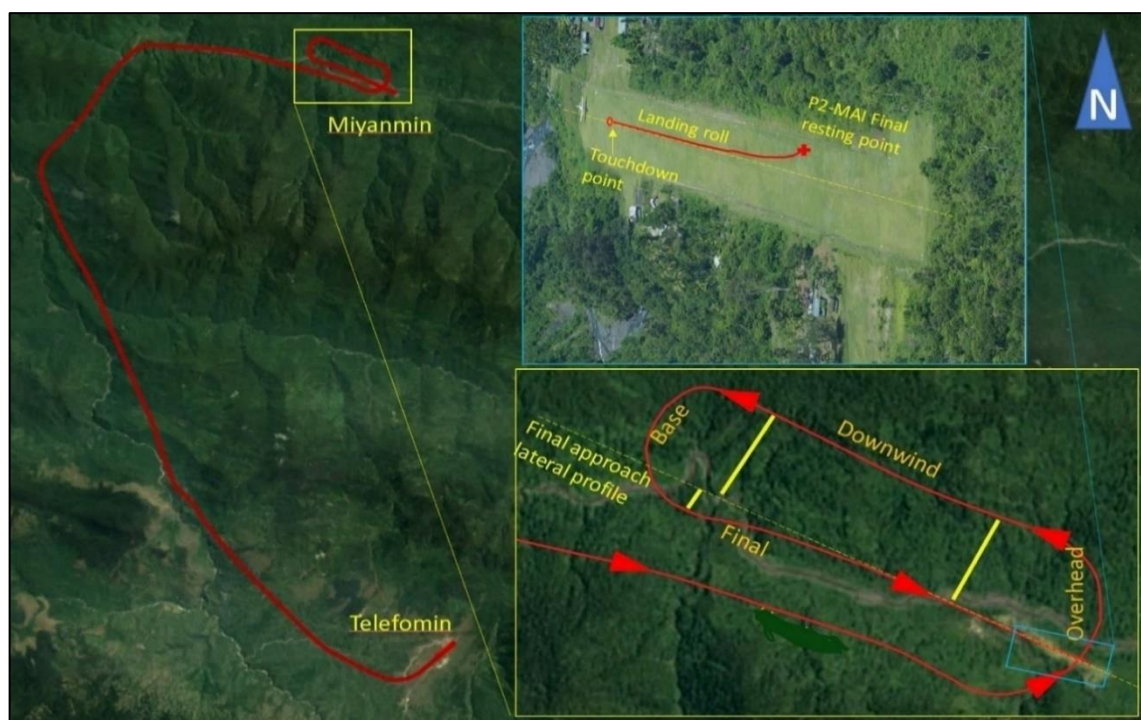 Miyanmin
Telefomin
N
Landing roll
P2-MAI Final
resting point
Touchdown
point
Base
Downwind
Final approach
lateral profile
Final
Overhead